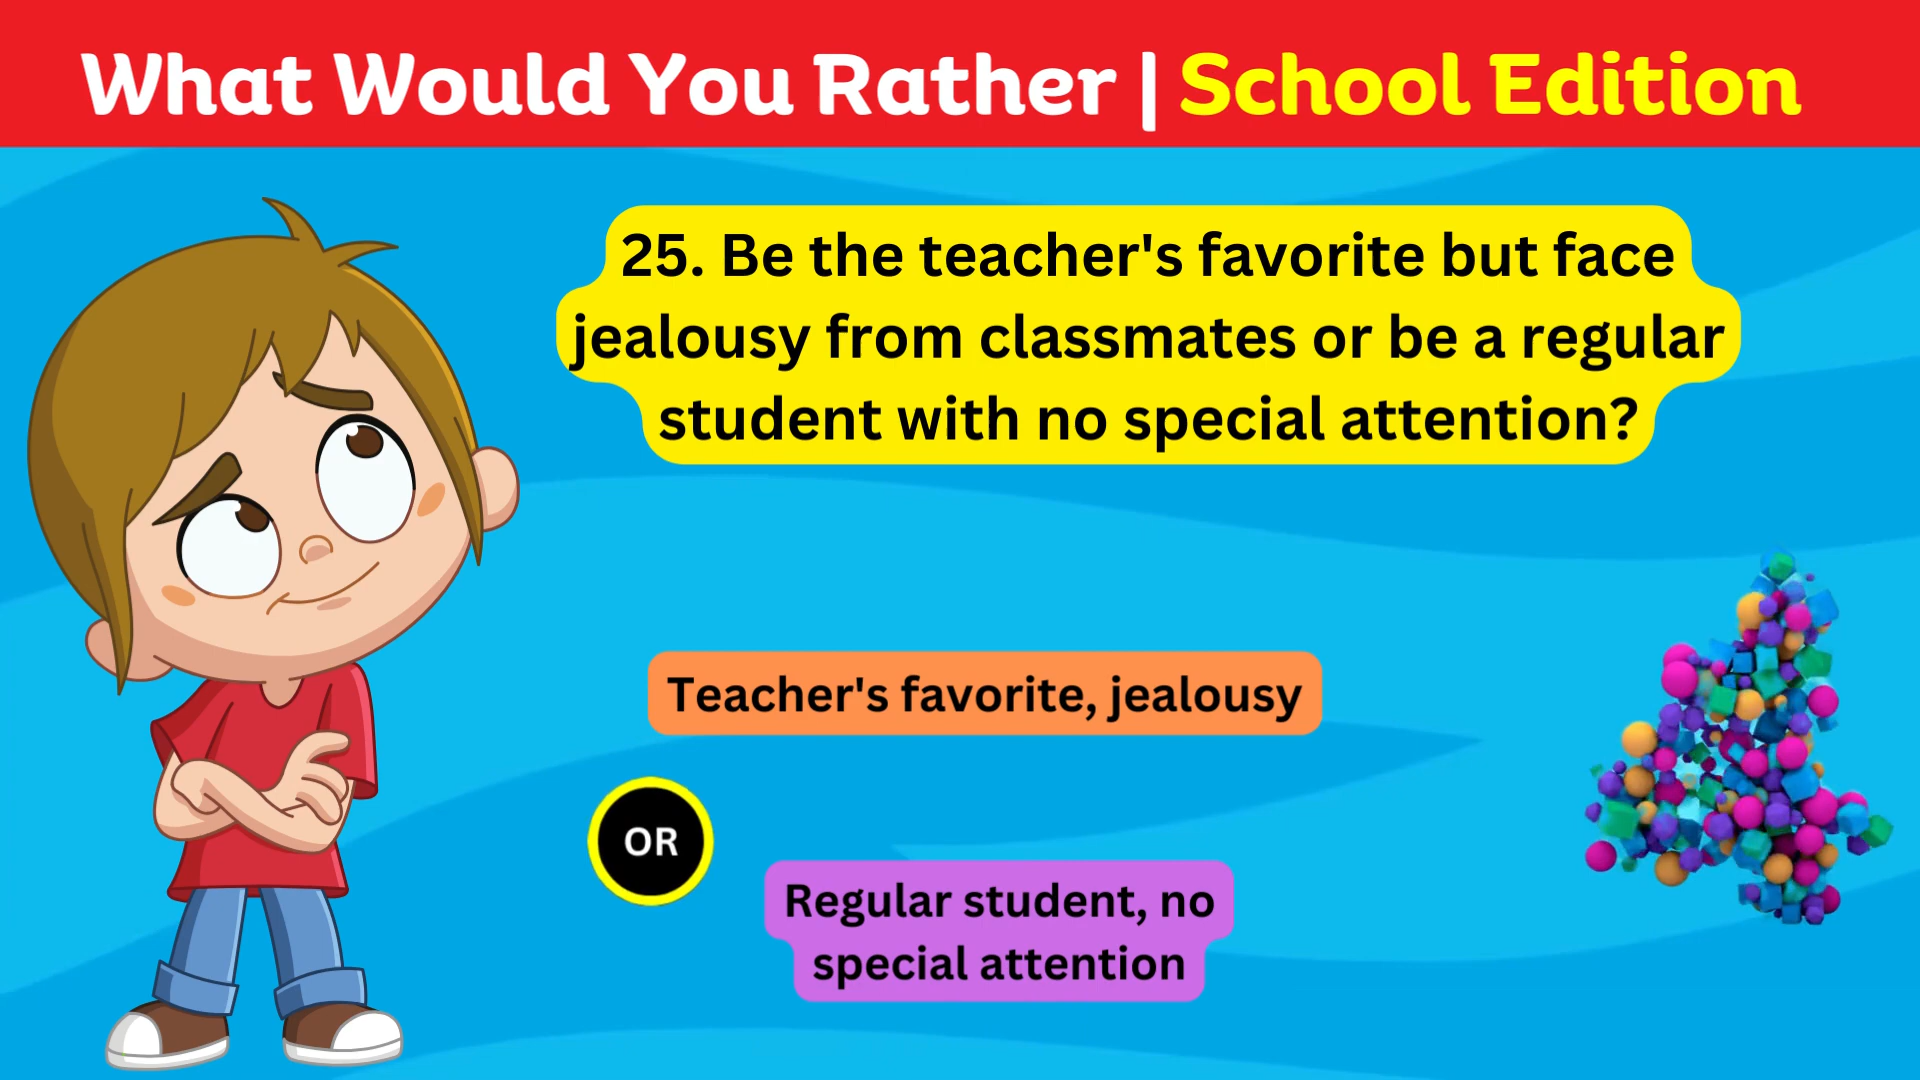 What Would You Rather | School Edition
25. Be the teacher's favorite but face
jealousy from classmates or be a regular
student with no special attention?
Teacher's favorite, jealousy
OR
Regular student, no
special attention
4